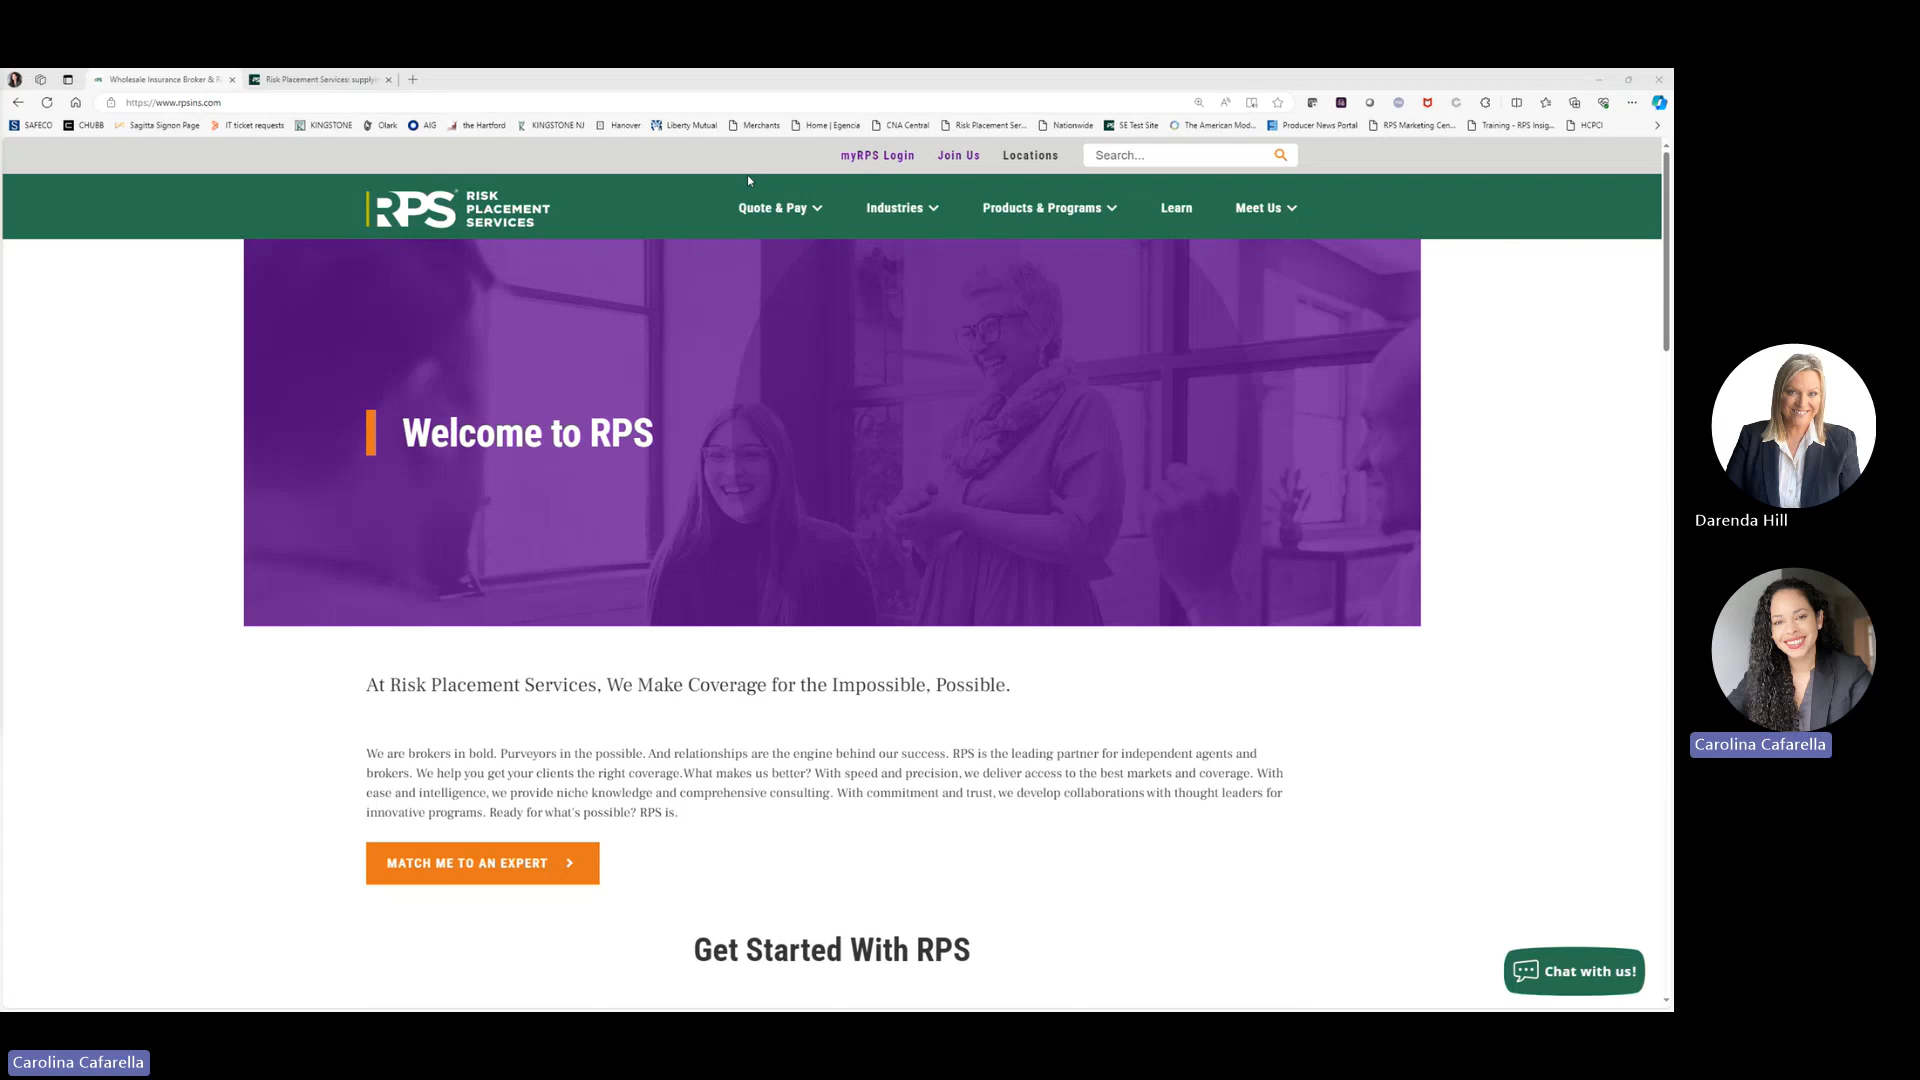 Wholesale Insurance Broker & R
Risk Placement Services: supplyi
https://www.rpsins.com
SAFECO
CHUBB
Sagitta Signon Page
IT ticket requests
KINGSTONE
Olark
AIG
the Hartford
KINGSTONE NJ
Hanover
Liberty Mutual
Merchants
Home | Egencia
CNA Central
Risk Placement Ser...
Nationwide
SE Test Site
The American Mod...
Producer News Portal
RPS Marketing Cen...
Training - RPS Insig...
HCPCI
myRPS Login
Join Us
Locations
Search...
RPS RISK PLACEMENT SERVICES
Quote & Pay
Industries
Products & Programs
Learn
Meet Us
Welcome to RPS
At Risk Placement Services, We Make Coverage for the Impossible, Possible.
We are brokers in bold. Purveyors in the possible. And relationships are the engine behind our success. RPS is the leading partner for independent agents and
brokers. We help you get your clients the right coverage.What makes us better? With speed and precision, we deliver access to the best markets and coverage. With
ease and intelligence, we provide niche knowledge and comprehensive consulting. With commitment and trust, we develop collaborations with thought leaders for
innovative programs. Ready for what's possible? RPS is.
MATCH ME TO AN EXPERT
Get Started With RPS
Chat with us!
Darenda Hill
Carolina Cafarella
Carolina Cafarella